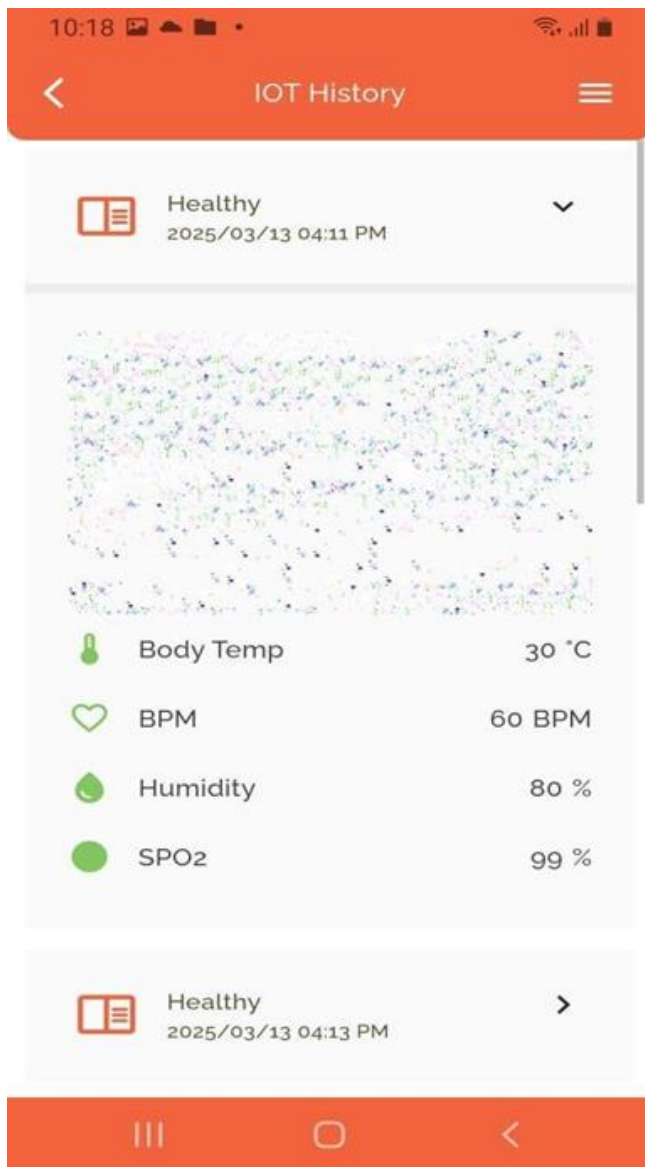 10:18
IOT History
Healthy
2025/03/13 04:11 PM
Body Temp 30 °C
BPM 60 BPM
Humidity 80 %
SPO2 99 %
Healthy
2025/03/13 04:13 PM